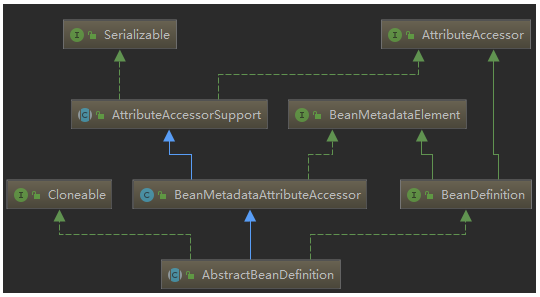 I Serializable
I AttributeAccessor
C AttributeAccessorSupport
I BeanMetadataElement
I Cloneable
C BeanMetadataAttributeAccessor
I BeanDefinition
C AbstractBeanDefinition